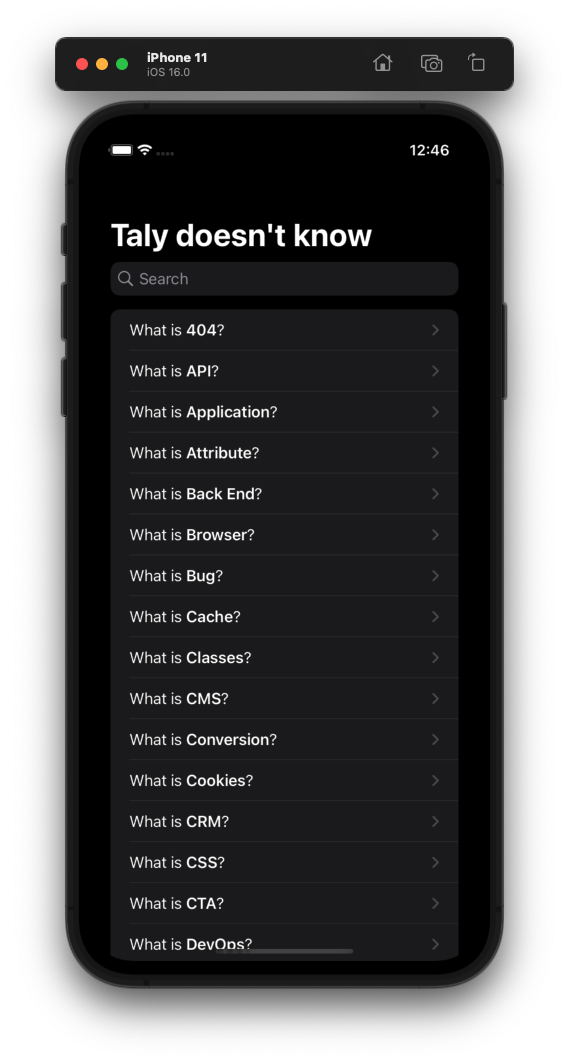 iPhone 11
iOS 16.0
12:46
Taly doesn't know
Search
What is 404?
What is API?
What is Application?
What is Attribute?
What is Back End?
What is Browser?
What is Bug?
What is Cache?
What is Classes?
What is CMS?
What is Conversion?
What is Cookies?
What is CRM?
What is CSS?
What is CTA?
What is DevOps?